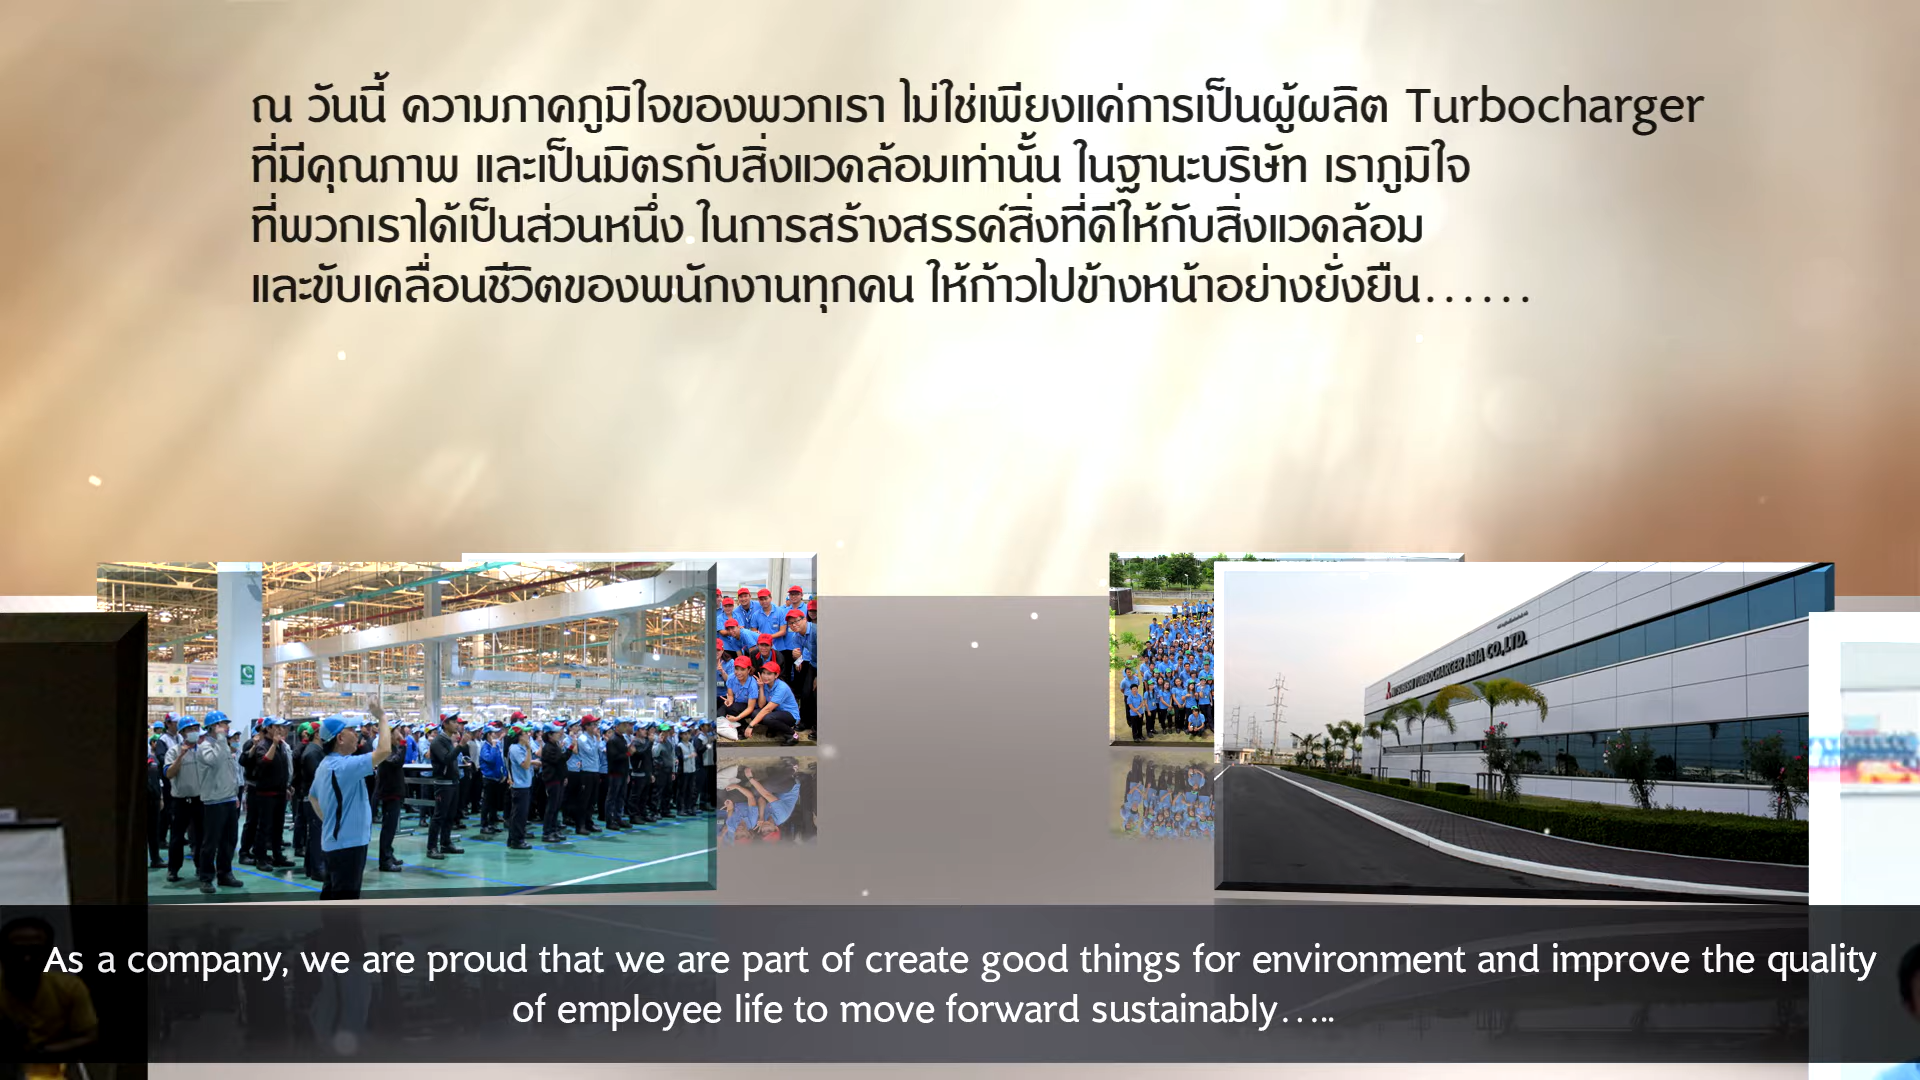 ณ วันนี้ ความภาคภูมิใจของพวกเรา ไม่ใช่เพียงแค่การเป็นผู้ผลิต Turbocharger
ที่มีคุณภาพ และเป็นมิตรกับสิ่งแวดล้อมเท่านั้น ในฐานะบริษัท เราภูมิใจ
ที่พวกเราได้เป็นส่วนหนึ่ง ในการสร้างสรรค์สิ่งที่ดีให้กับสิ่งแวดล้อม
และขับเคลื่อนชีวิตของพนักงานทุกคน ให้ก้าวไปข้างหน้าอย่างยั่งยืน......
MITSUBISHI TURBOCHARGER ASIA CO.,LTD.
As a company, we are proud that we are part of create good things for environment and improve the quality
of employee life to move forward sustainably.....